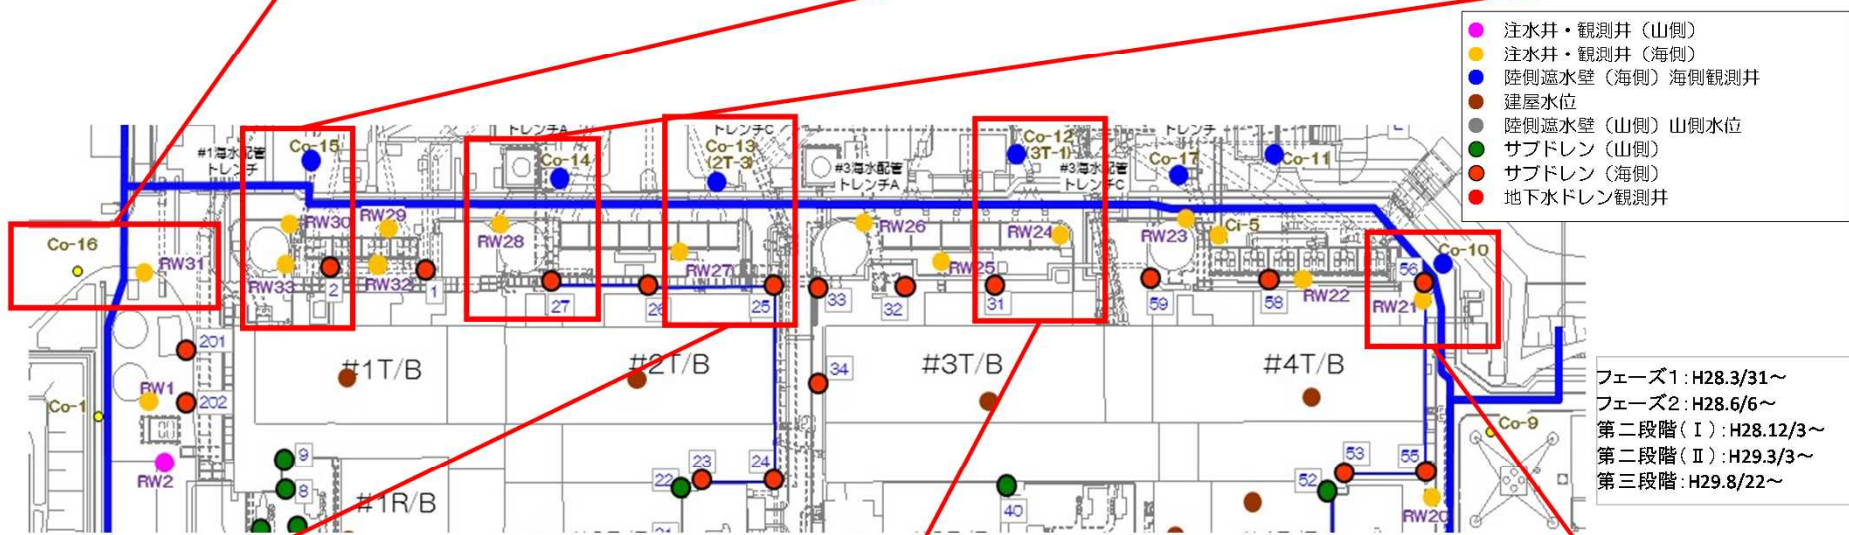 注水井・観測井（山側）
注水井・観測井（海側）
陸側遮水壁（海側）海側観測井
建屋水位
陸側遮水壁（山側）山側水位
サブドレン（山側）
サブドレン（海側）
地下水ドレン観測井
#1海水配管
トレンチ
Co-15
トレンチA
Co-14
トレンチC
Co-13
(2T-3)
#3海水配管
トレンチA
Co-12
(3T-1)
#3海水配管
トレンチC
トレンチ
Co-17
Co-11
Co-16
RW31
RW30
RW29
RW33
2
RW32
1
RW28
27
26
RW27
25
33
RW26
32
RW25
RW24
31
RW23
Ci-5
59
58
RW22
56
Co-10
RW21
201
202
RW1
Co-1
RW2
#1T/B
#2T/B
#3T/B
#4T/B
34
9
8
#1R/B
22
23
24
40
52
53
55
RW20
Co-9
フェーズ1:H28.3/31～
フェーズ2:H28.6/6～
第二段階(Ⅰ):H28.12/3～
第二段階(Ⅱ):H29.3/3～
第三段階:H29.8/22～